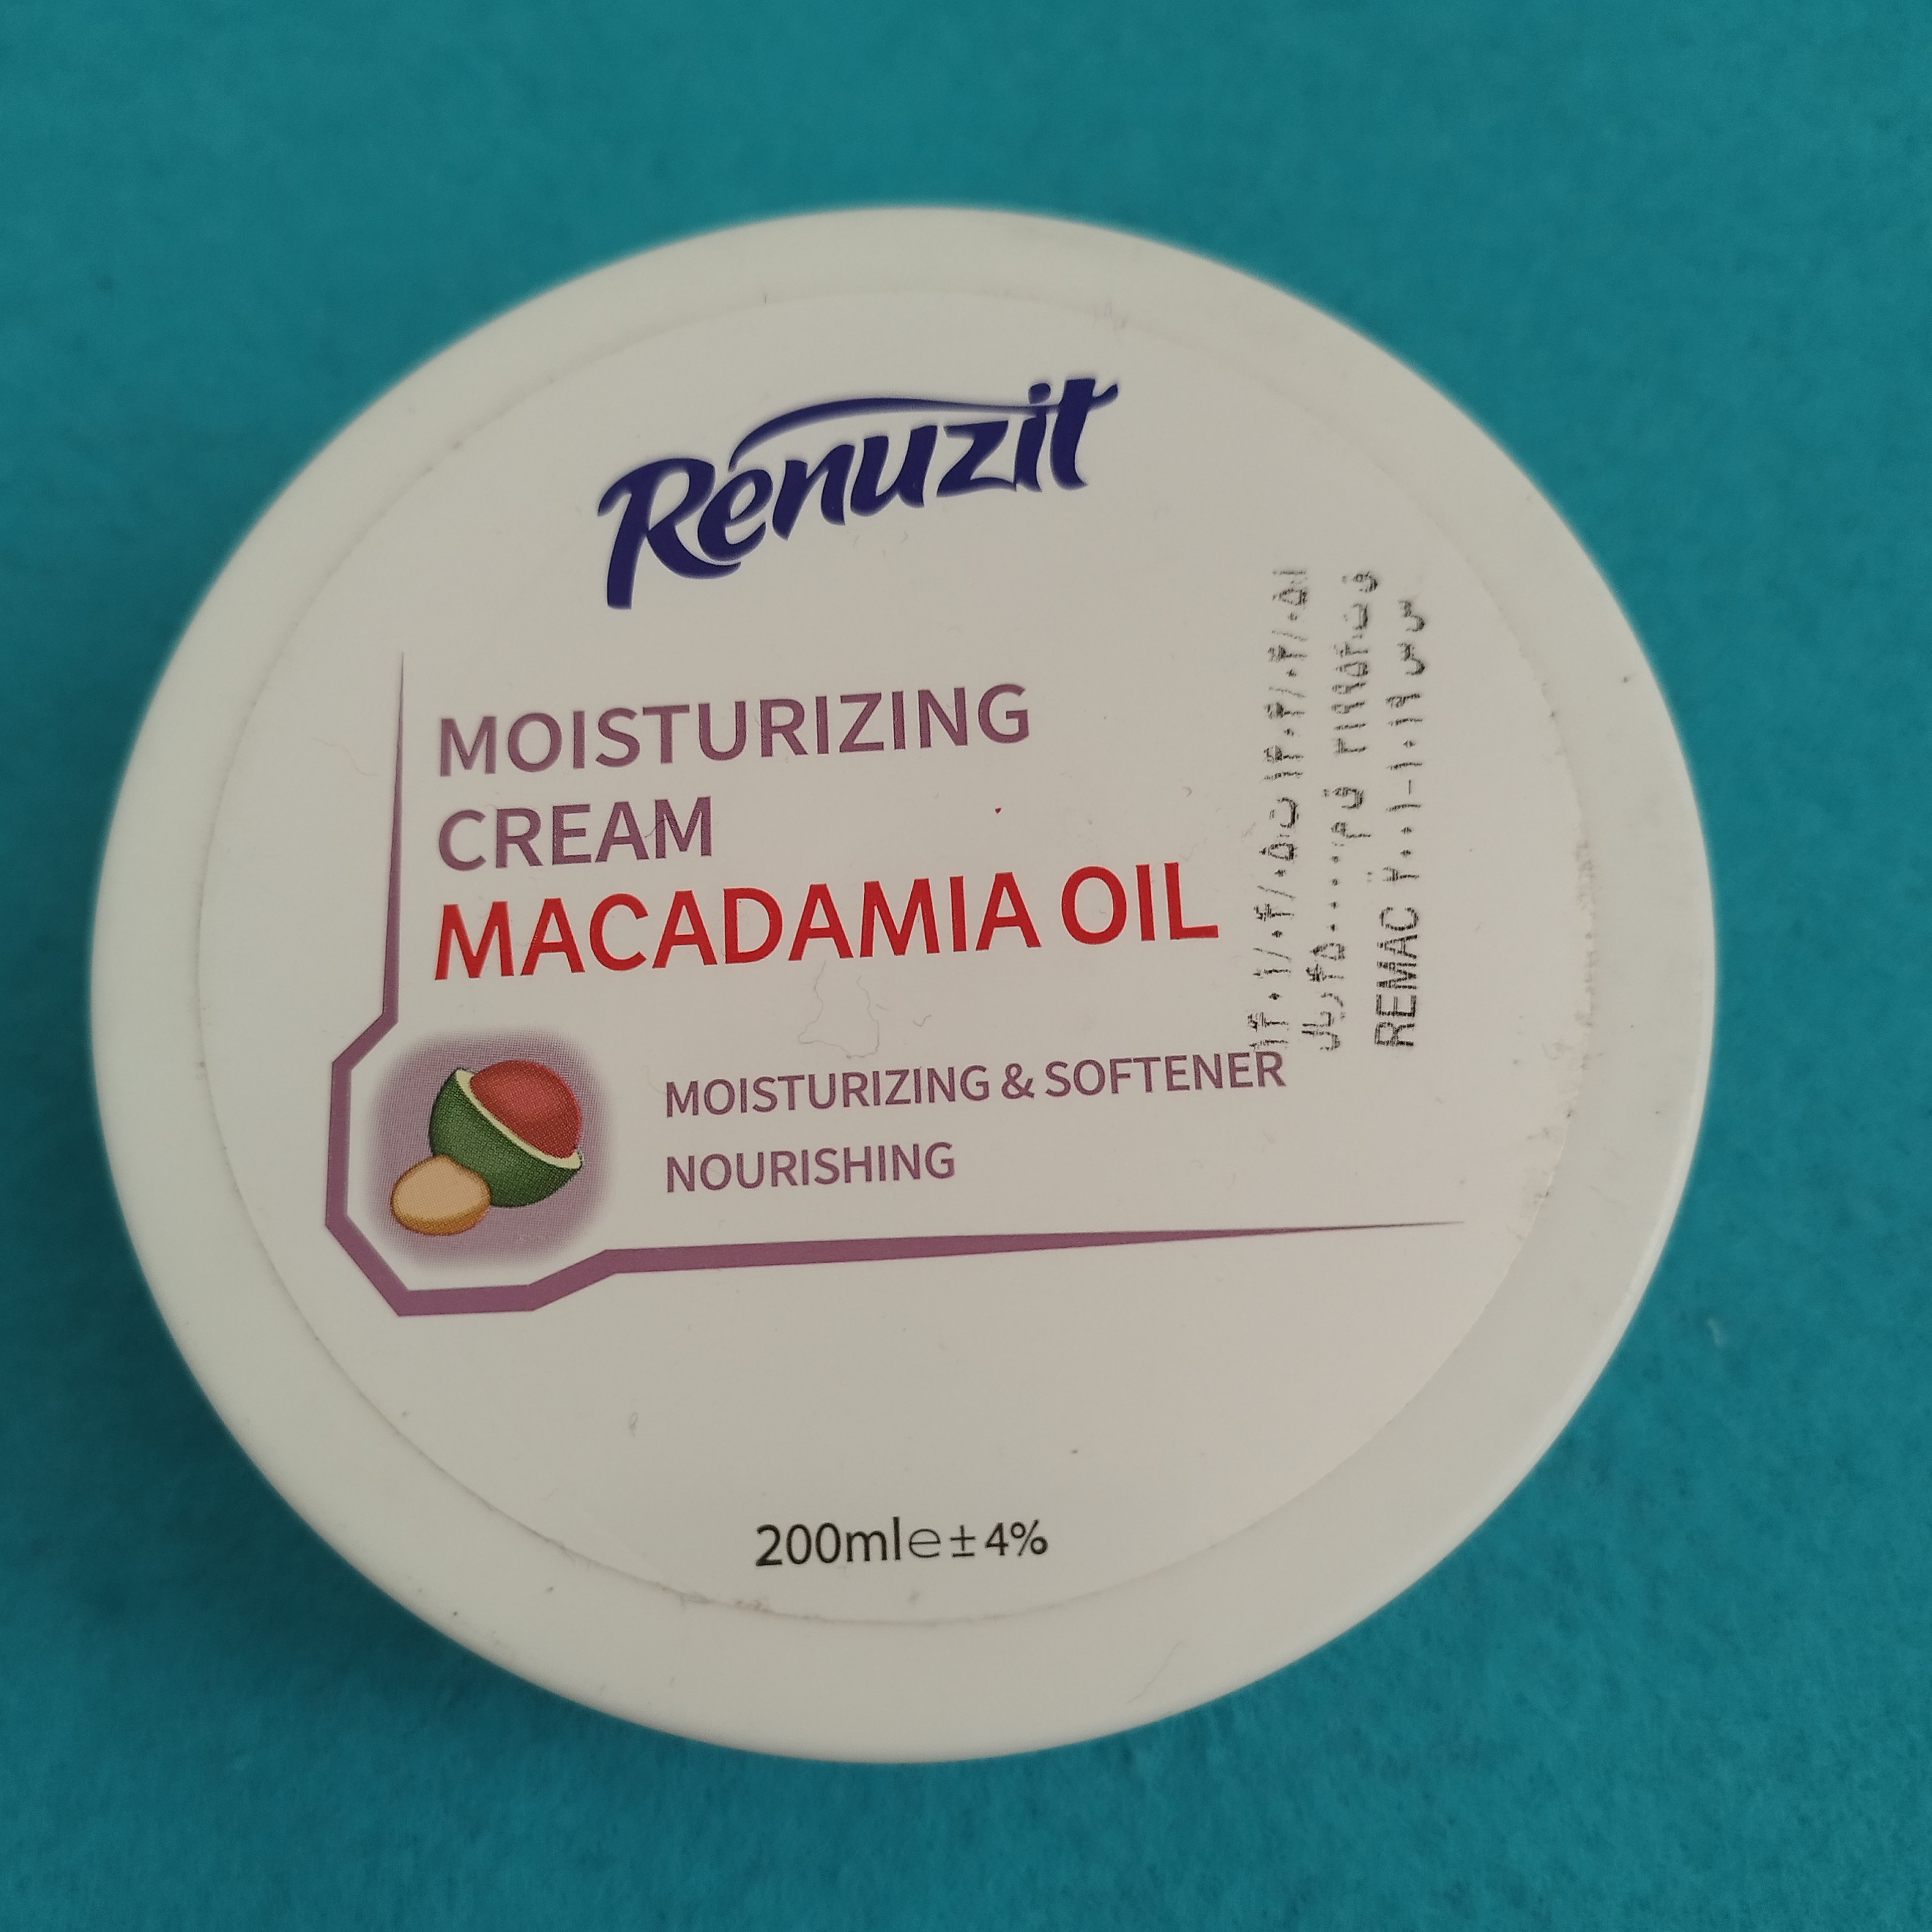 Renuzit
MOISTURIZING
CREAM
MACADAMIA OIL
MOISTURIZING & SOFTENER
NOURISHING
200ml℮±4%
REMAC